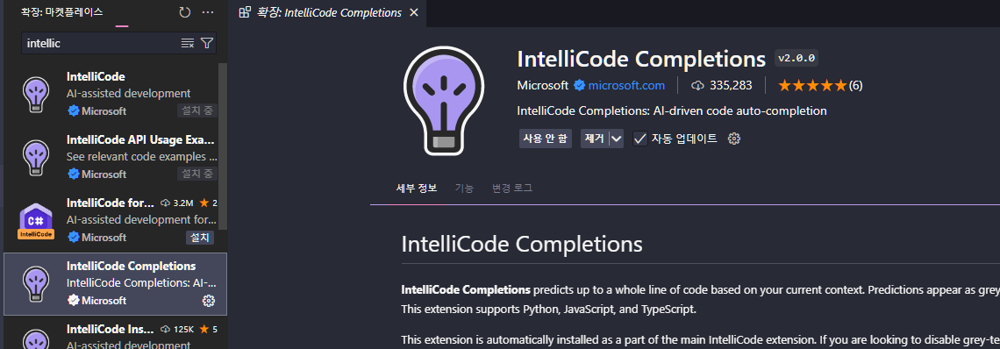 확장: 마켓플레이스
intellic
IntelliCode
AI-assisted development
Microsoft
설치 중
IntelliCode API Usage Exa...
See relevant code examples ...
Microsoft
설치 중
IntelliCode for... 3.2M ★ 2
AI-assisted development for...
Microsoft
설치
C#
IntelliCode
IntelliCode Completions
IntelliCode Completions: AI-...
Microsoft
IntelliCode Ins... 125K ★ 5
AI-assisted development
확장: IntelliCode Completions
IntelliCode Completions v2.0.0
Microsoft microsoft.com 335,283 ★★★★★(6)
IntelliCode Completions: AI-driven code auto-completion
사용 안 함 제거 자동 업데이트
세부 정보 기능 변경 로그
IntelliCode Completions
IntelliCode Completions predicts up to a whole line of code based on your current context. Predictions appear as grey
This extension supports Python, JavaScript, and TypeScript.
This extension is automatically installed as a part of the main IntelliCode extension. If you are looking to disable grey-te